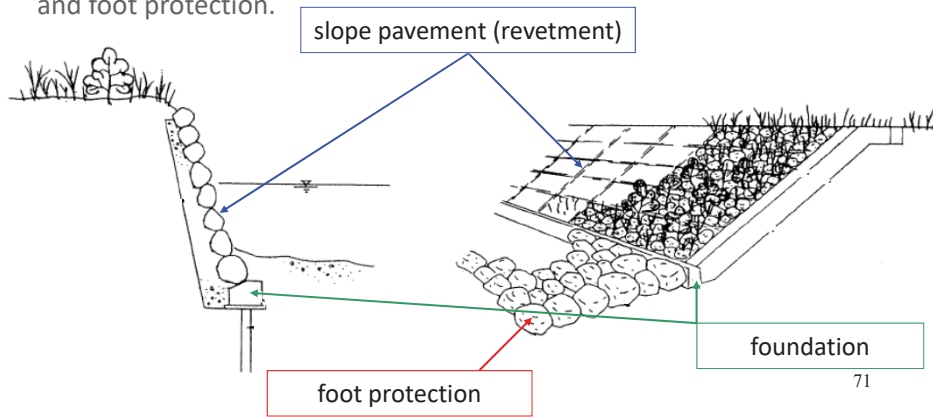 and foot protection.
slope pavement (revetment)
foundation
foot protection
71